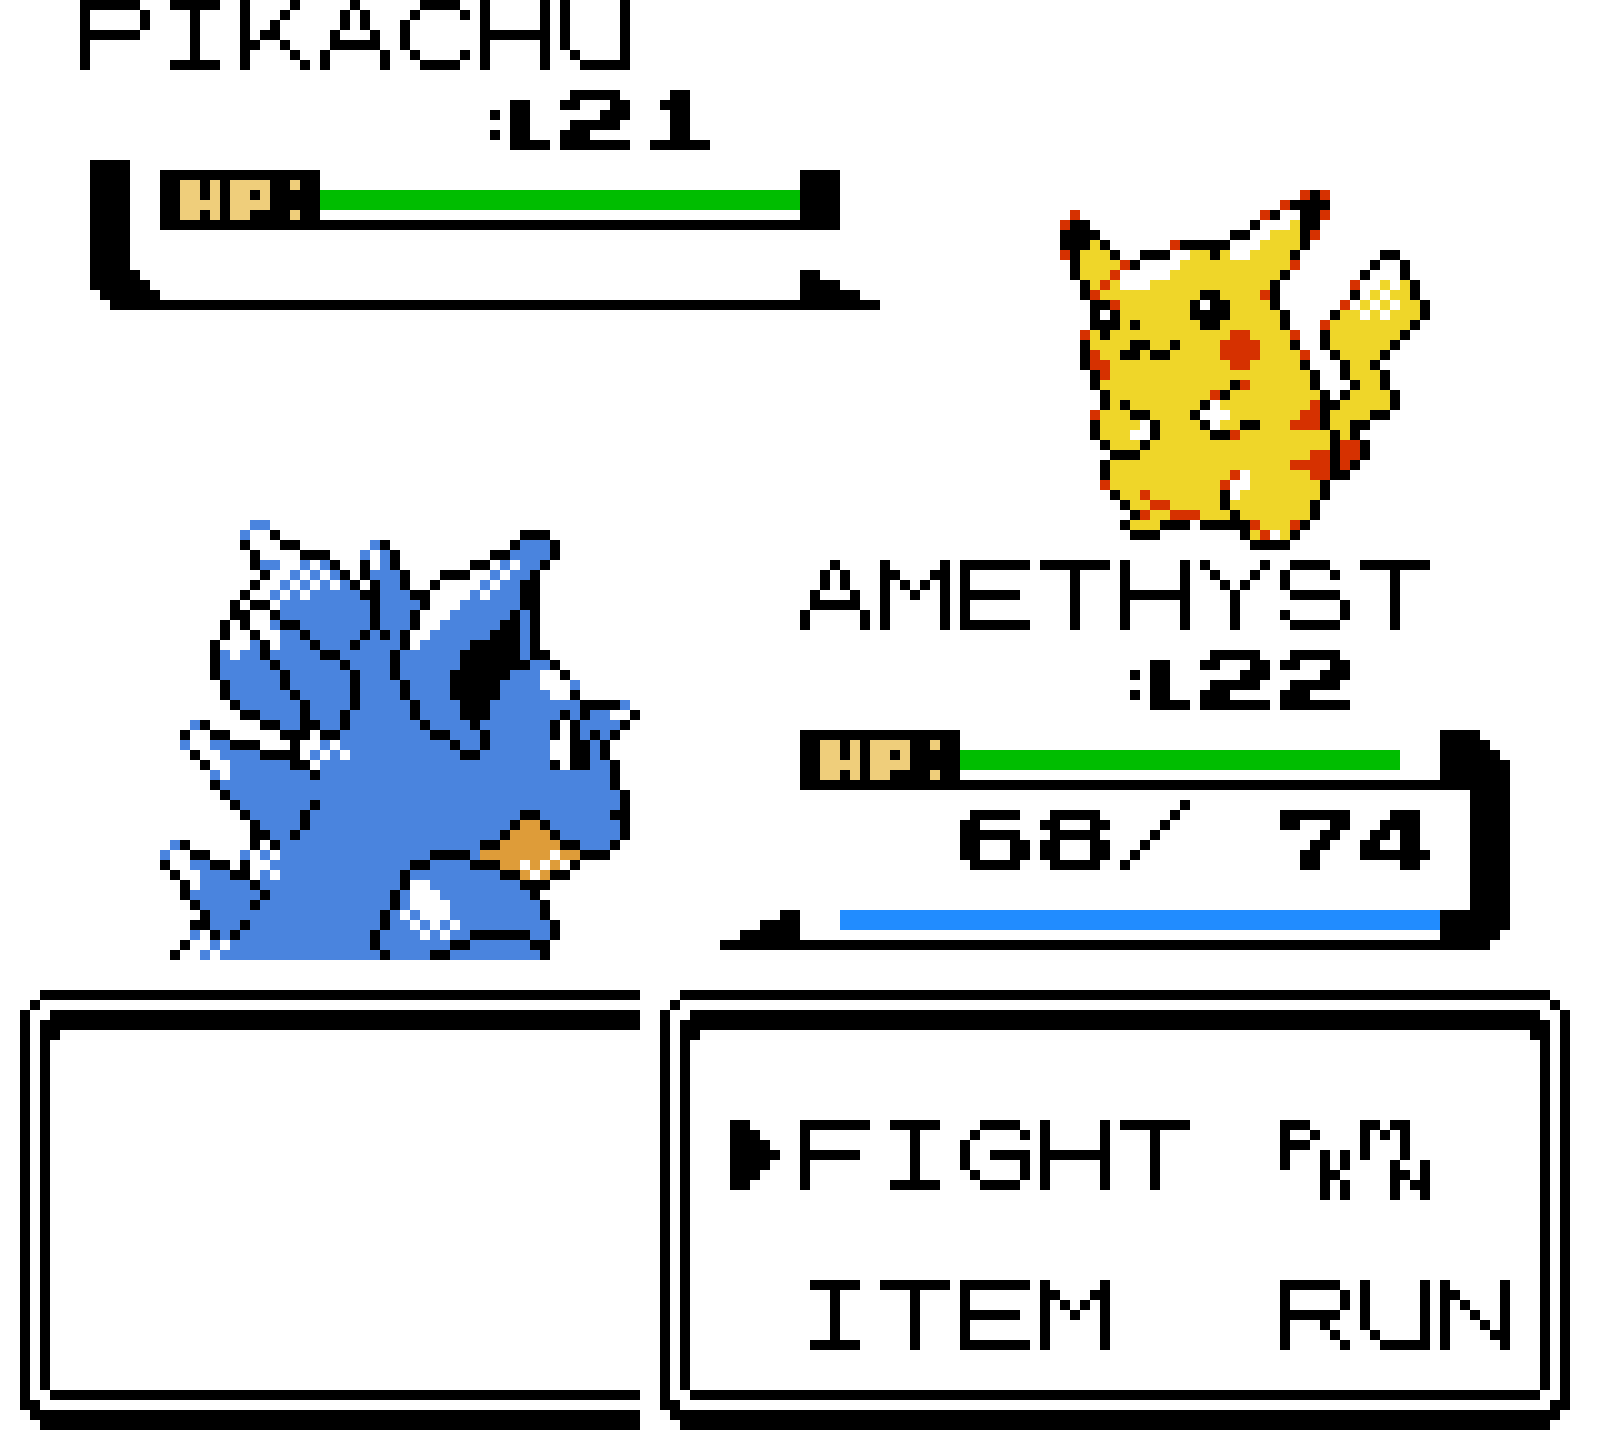 PIKACHU
:L21
HP:
AMETHYST
:L22
HP:
68/ 74
▶FIGHT PKMN
ITEM RUN